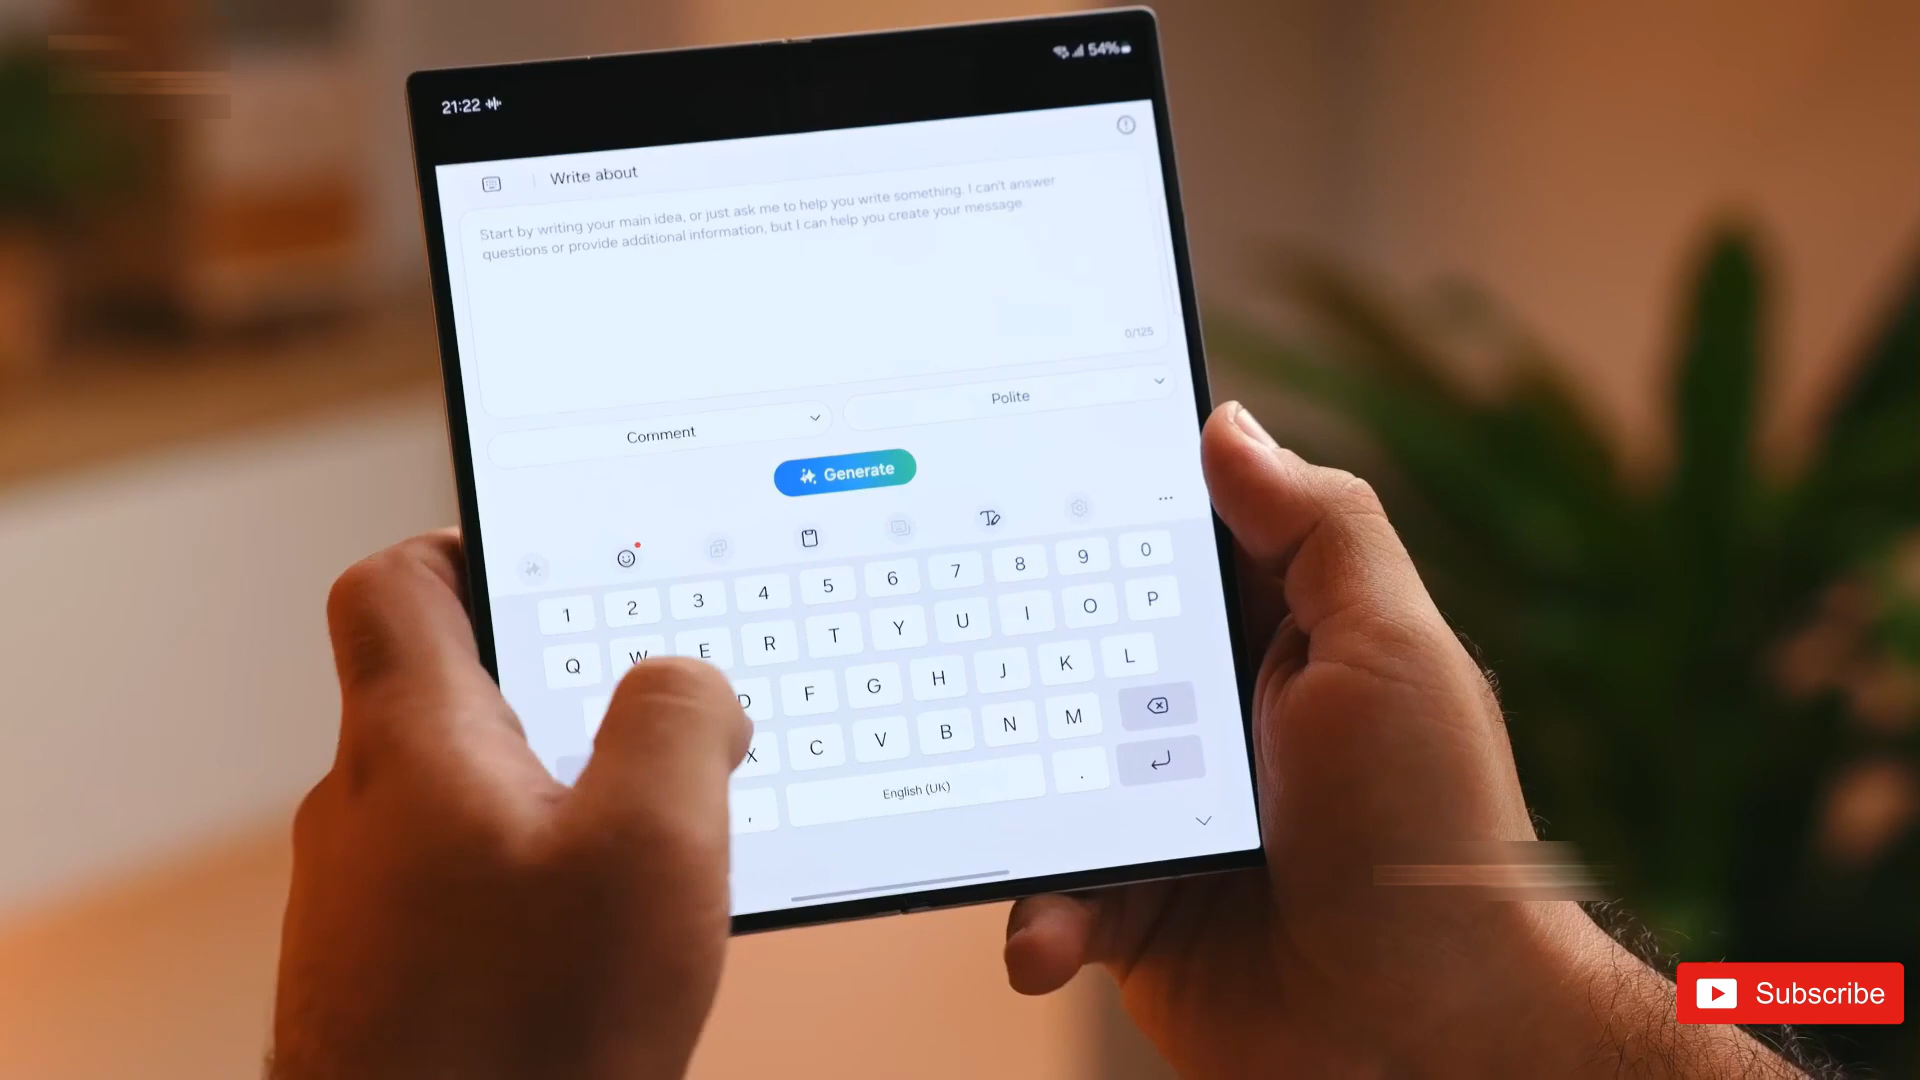 21:22
54%
Write about
Start by writing your main idea, or just ask me to help you write something. I can't answer
questions or provide additional information, but I can help you create your message.
0/125
Comment
Polite
Generate
1 2 3 4 5 6 7 8 9 0
Q W E R T Y U I O P
D F G H J K L
X C V B N M
, English (UK) .
Subscribe